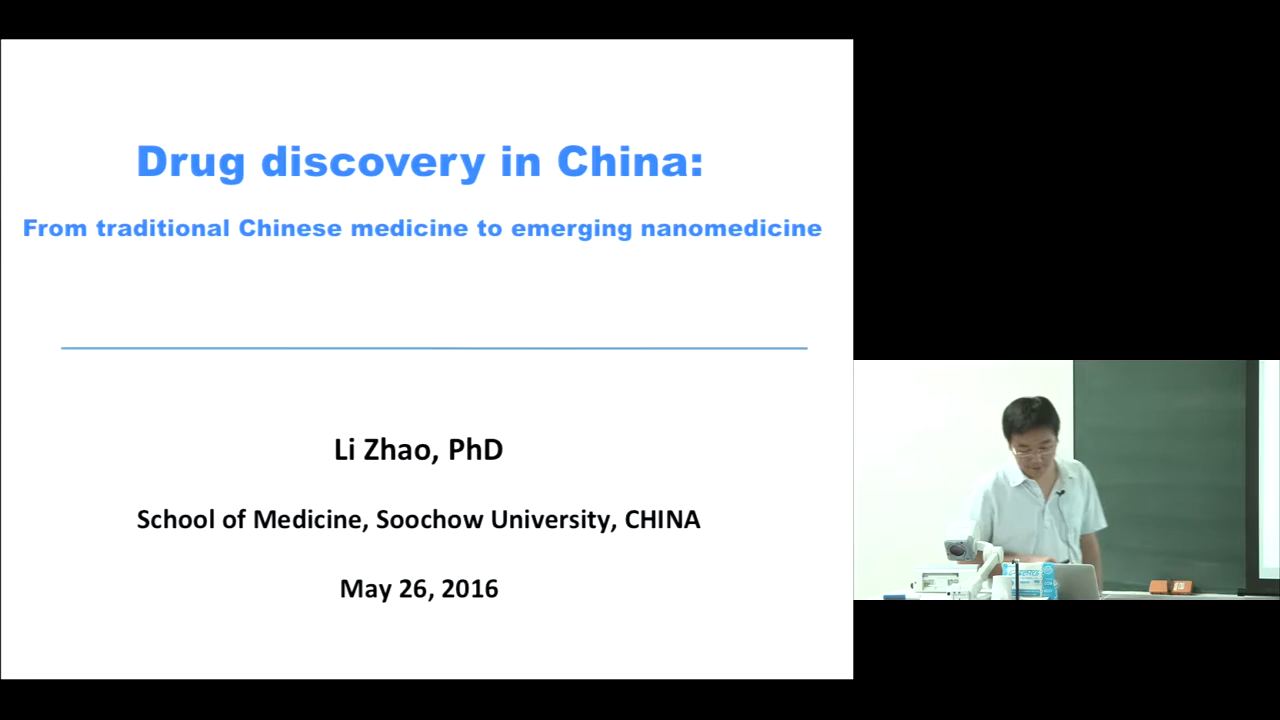 Drug discovery in China:
From traditional Chinese medicine to emerging nanomedicine
Li Zhao, PhD
School of Medicine, Soochow University, CHINA
May 26, 2016